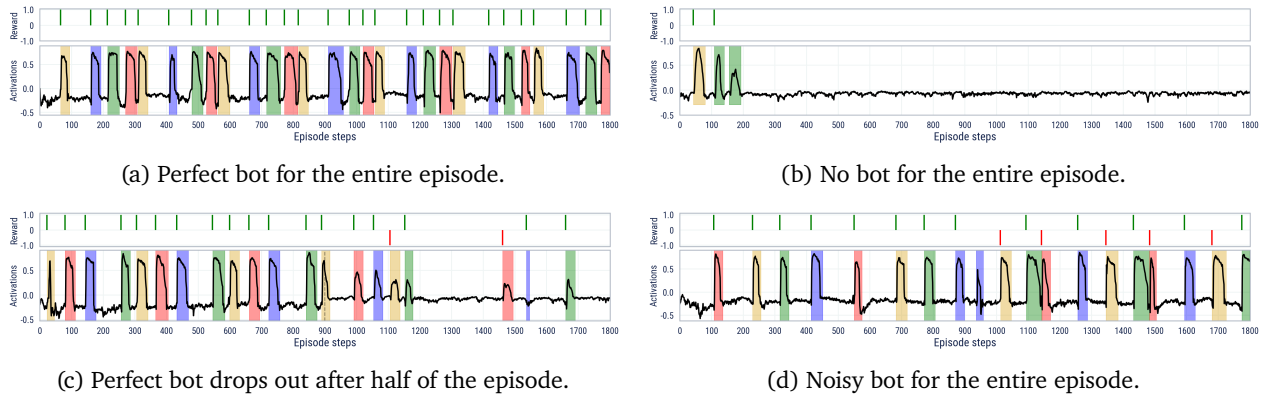 Reward
1.0
0
-1.0
Activations
0.5
0.0
-0.5
0 100 200 300 400 500 600 700 800 900 1000 1100 1200 1300 1400 1500 1600 1700 1800
Episode steps
(a) Perfect bot for the entire episode.
Reward
1.0
0
-1.0
Activations
0.5
0.0
-0.5
0 100 200 300 400 500 600 700 800 900 1000 1100 1200 1300 1400 1500 1600 1700 1800
Episode steps
(b) No bot for the entire episode.
Reward
1.0
0
-1.0
Activations
0.5
0.0
-0.5
0 100 200 300 400 500 600 700 800 900 1000 1100 1200 1300 1400 1500 1600 1700 1800
Episode steps
(c) Perfect bot drops out after half of the episode.
Reward
1.0
0
-1.0
Activations
0.5
0.0
-0.5
0 100 200 300 400 500 600 700 800 900 1000 1100 1200 1300 1400 1500 1600 1700 1800
Episode steps
(d) Noisy bot for the entire episode.